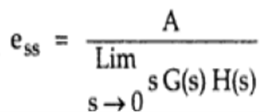 e_ss = A / (Lim s→0 s G(s) H(s))